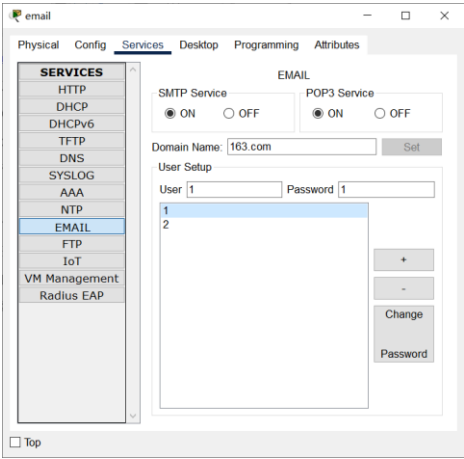 email
Physical Config Services Desktop Programming Attributes
SERVICES
HTTP
DHCP
DHCPv6
TFTP
DNS
SYSLOG
AAA
NTP
EMAIL
FTP
IoT
VM Management
Radius EAP
EMAIL
SMTP Service
ON OFF
POP3 Service
ON OFF
Domain Name: 163.com Set
User Setup
User 1 Password 1
1
2
+
-
Change
Password
Top